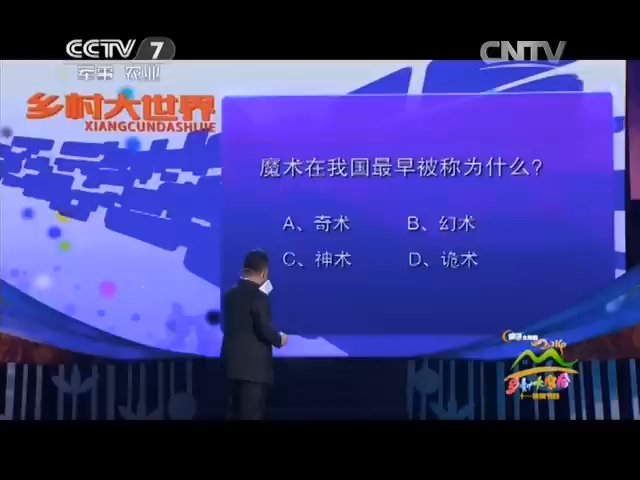 CCTV 7
军事 农业
CNTV
乡村大世界
XIANGCUNDASHIJIE
魔术在我国最早被称为什么?
A、奇术 B、幻术
C、神术 D、诡术